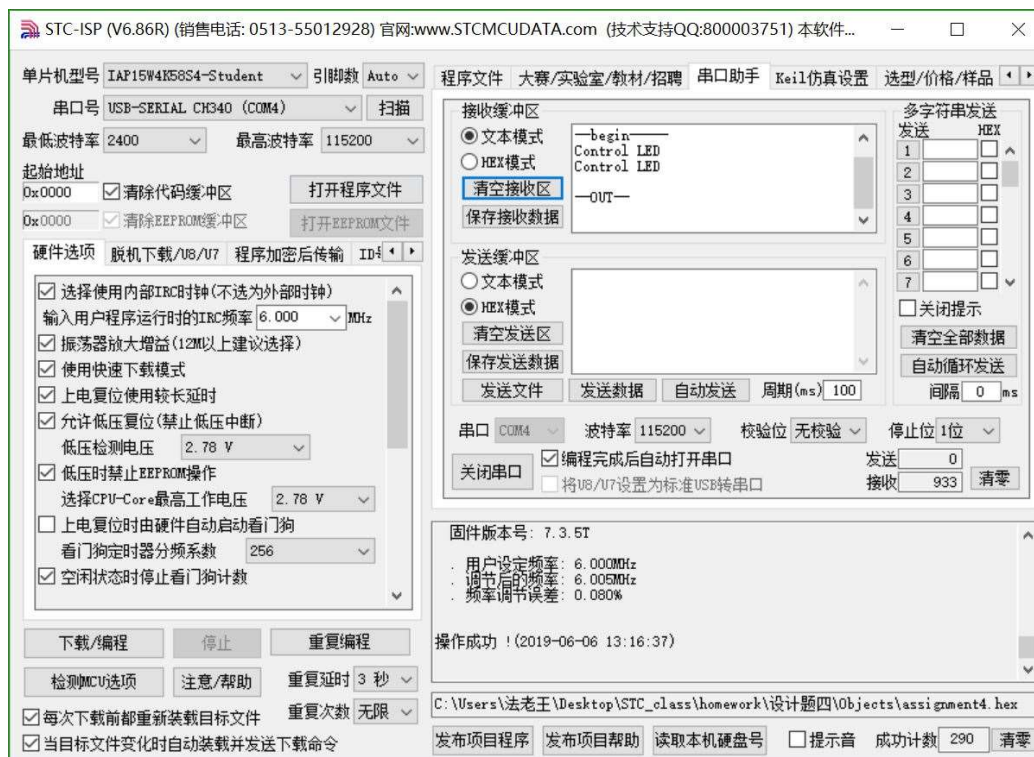 STC-ISP (V6.86R) (销售电话: 0513-55012928) 官网:www.STCMCUDATA.com (技术支持QQ:800003751) 本软件...
单片机型号 IAP15W4K58S4-Student 引脚数 Auto
串口号 USB-SERIAL CH340 (COM4) 扫描
最低波特率 2400 最高波特率 115200
起始地址
0x0000 清除代码缓冲区 打开程序文件
0x0000 清除EEPROM缓冲区 打开EEPROM文件
硬件选项 脱机下载/U8/U7 程序加密后传输
选择使用内部IRC时钟(不选为外部时钟)
输入用户程序运行时的IRC频率 6.000 MHz
振荡器放大增益(12M以上建议选择)
使用快速下载模式
上电复位使用较长延时
允许低压复位(禁止低压中断)
低压检测电压 2.78 V
低压时禁止EEPROM操作
选择CPU-Core最高工作电压 2.78 V
上电复位时由硬件自动启动看门狗
看门狗定时器分频系数 256
空闲状态时停止看门狗计数
下载/编程 停止 重复编程
检测MCU选项 注意/帮助 重复延时 3 秒
每次下载前都重新装载目标文件 重复次数 无限
当目标文件变化时自动装载并发送下载命令
程序文件 大赛/实验室/教材/招聘 串口助手 Keil仿真设置 选型/价格/样品
接收缓冲区
文本模式
HEX模式
清空接收区
保存接收数据
—begin——
Control LED
Control LED
—OUT—
发送缓冲区
文本模式
HEX模式
清空发送区
保存发送数据
发送文件 发送数据 自动发送 周期(ms) 100
多字符串发送
发送 HEX
1
2
3
4
5
6
7
关闭提示
清空全部数据
自动循环发送
间隔 0 ms
串口 COM4 波特率 115200 校验位 无校验 停止位 1位
关闭串口 编程完成后自动打开串口 发送 0
将U8/U7设置为标准USB转串口 接收 933 清零
固件版本号: 7.3.5T
. 用户设定频率: 6.000MHz
. 调节后的频率: 6.005MHz
. 频率调节误差: 0.080%
操作成功 !(2019-06-06 13:16:37)
C:\Users\法老王\Desktop\STC_class\homework\设计题四\Objects\assignment4.hex
发布项目程序 发布项目帮助 读取本机硬盘号 提示音 成功计数 290 清零